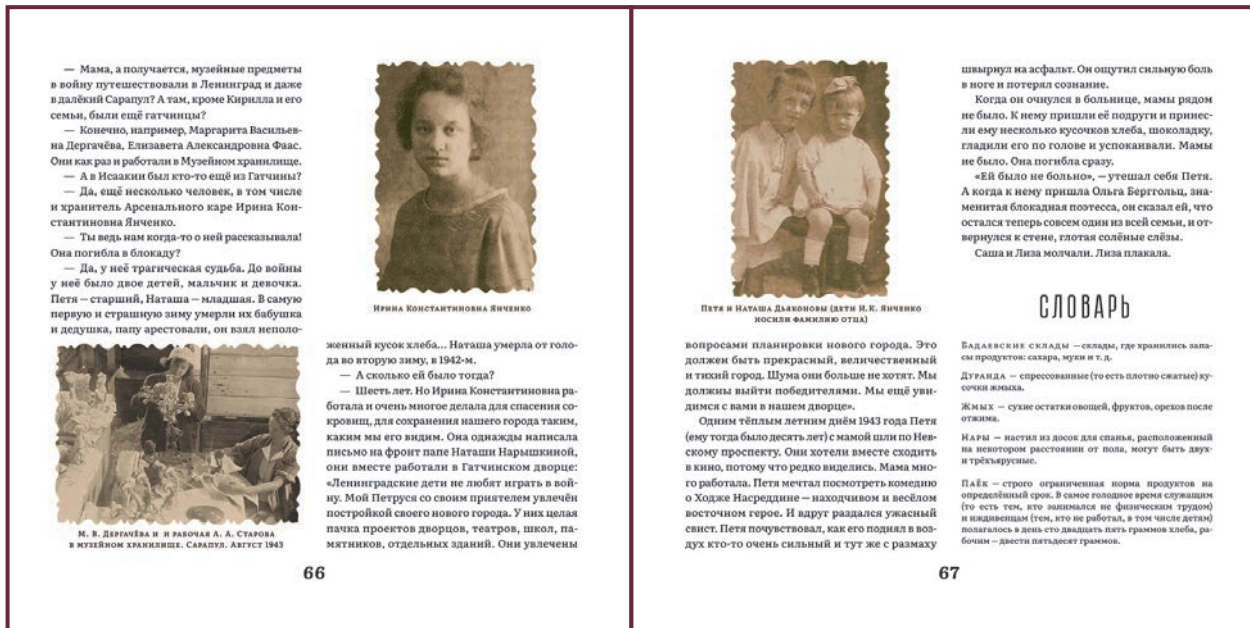 — Мама, а получается, музейные предметы
в войну путешествовали в Ленинград и даже
в далёкий Сарапул? А там, кроме Кирилла и его
семьи, были ещё гатчинцы?
— Конечно, например, Маргарита Васильев-
на Дергачёва, Елизавета Александровна Фаас.
Они как раз и работали в Музейном хранилище.
— А в Исаакии был кто-то ещё из Гатчины?
— Да, ещё несколько человек, в том числе
и хранитель Арсенального каре Ирина Кон-
стантиновна Янченко.
— Ты ведь нам когда-то о ней рассказывала!
Она погибла в блокаду?
— Да, у неё трагическая судьба. До войны
у неё было двое детей, мальчик и девочка.
Петя — старший, Наташа — младшая. В самую
первую и страшную зиму умерли их бабушка
и дедушка, папу арестовали, он взял неполо-
М. В. Дергачёва и и рабочая А. А. Старова
в музейном хранилище. Сарапул. Август 1943
Ирина Константиновна Янченко
женный кусок хлеба... Наташа умерла от голо-
да во вторую зиму, в 1942-м.
— А сколько ей было тогда?
— Шесть лет. Но Ирина Константиновна ра-
ботала и очень многое делала для спасения со-
кровищ, для сохранения нашего города таким,
каким мы его видим. Она однажды написала
письмо на фронт папе Наташи Нарышкиной,
они вместе работали в Гатчинском дворце:
«Ленинградские дети не любят играть в вой-
ну. Мой Петруся со своим приятелем увлечён
постройкой своего нового города. У них целая
пачка проектов дворцов, театров, школ, па-
мятников, отдельных зданий. Они увлечены
66
Петя и Наташа Дьяконовы (дети И.К. Янченко
носили фамилию отца)
вопросами планировки нового города. Это
должен быть прекрасный, величественный
и тихий город. Шума они больше не хотят. Мы
должны выйти победителями. Мы ещё уви-
димся с вами в нашем дворце».
Одним тёплым летним днём 1943 года Петя
(ему тогда было десять лет) с мамой шли по Нев-
скому проспекту. Они хотели вместе сходить
в кино, потому что редко виделись. Мама мно-
го работала. Петя мечтал посмотреть комедию
о Ходже Насреддине — находчивом и весёлом
восточном герое. И вдруг раздался ужасный
свист. Петя почувствовал, как его поднял в воз-
дух кто-то очень сильный и тут же с размаху
швырнул на асфальт. Он ощутил сильную боль
в ноге и потерял сознание.
Когда он очнулся в больнице, мамы рядом
не было. К нему пришли её подруги и принес-
ли ему несколько кусочков хлеба, шоколадку,
гладили его по голове и успокаивали. Мамы
не было. Она погибла сразу.
«Ей было не больно», — утешал себя Петя.
А когда к нему пришла Ольга Берггольц, зна-
менитая блокадная поэтесса, он сказал ей, что
остался теперь совсем один из всей семьи, и от-
вернулся к стене, глотая солёные слёзы.
Саша и Лиза молчали. Лиза плакала.
СЛОВАРЬ
Бадаевские склады — склады, где хранились запа-
сы продуктов: сахара, муки и т. д.
Дуранда — спрессованные (то есть плотно сжатые) ку-
сочки жмыха.
Жмых — сухие остатки овощей, фруктов, орехов после
отжима.
Нары — настил из досок для спанья, расположенный
на некотором расстоянии от пола, могут быть двух-
и трёхъярусные.
Паёк — строго ограниченная норма продуктов на
определённый срок. В самое голодное время служащим
(то есть тем, кто занимался не физическим трудом)
и иждивенцам (тем, кто не работал, в том числе детям)
полагалось в день сто двадцать пять граммов хлеба, ра-
бочим — двести пятьдесят граммов.
67